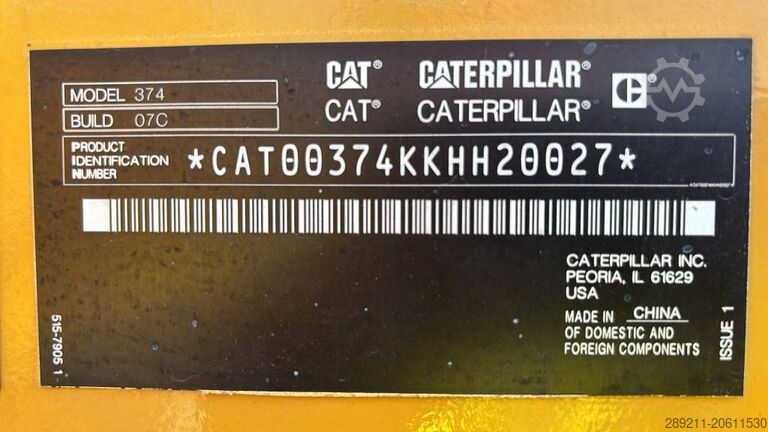 CAT CATERPILLAR®
CAT® CATERPILLAR®
MODEL 374
BUILD 07C
PRODUCT
IDENTIFICATION
NUMBER
*CAT00374KKHH20027*
CATERPILLAR INC.
PEORIA, IL 61629
USA
MADE IN CHINA
OF DOMESTIC AND
FOREIGN COMPONENTS
515-7905 1
ISSUE 1
289211-20611530